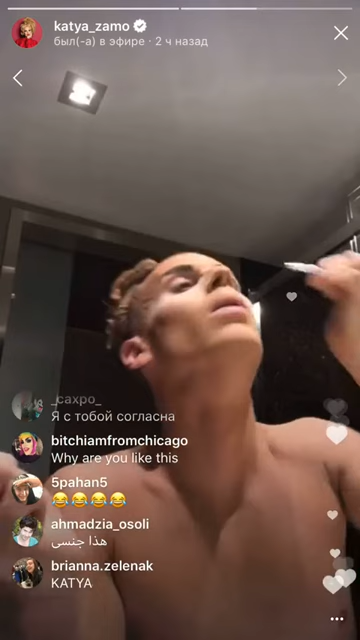 katya_zamo
был(-а) в эфире · 2 ч назад
_caxpo_
Я с тобой согласна
bitchiamfromchicago
Why are you like this
5pahan5
😂😂😂😂
ahmadzia_osoli
هذا جنسی
brianna.zelenak
KATYA